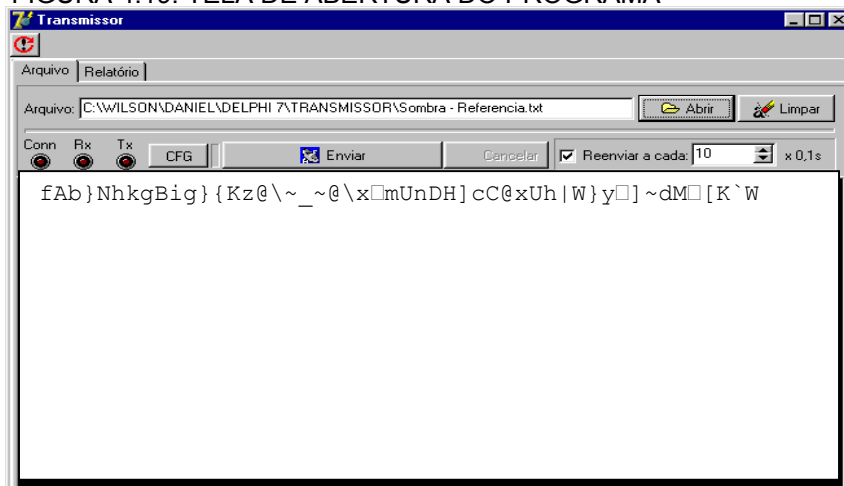 FIGURA 4.10: TELA DE ABERTURA DO PROGRAMA
Transmissor
Arquivo Relatório
Arquivo: C:\WILSON\DANIEL\DELPHI 7\TRANSMISSOR\Sombra - Referencia.txt Abrir Limpar
Conn Rx Tx CFG Enviar Cancelar Reenviar a cada: 10 x 0,1s
fAb}NhkgBig}{Kz@\~_~@\x□mUnDH]cC@xUh|W}y□]~dM□[K`W